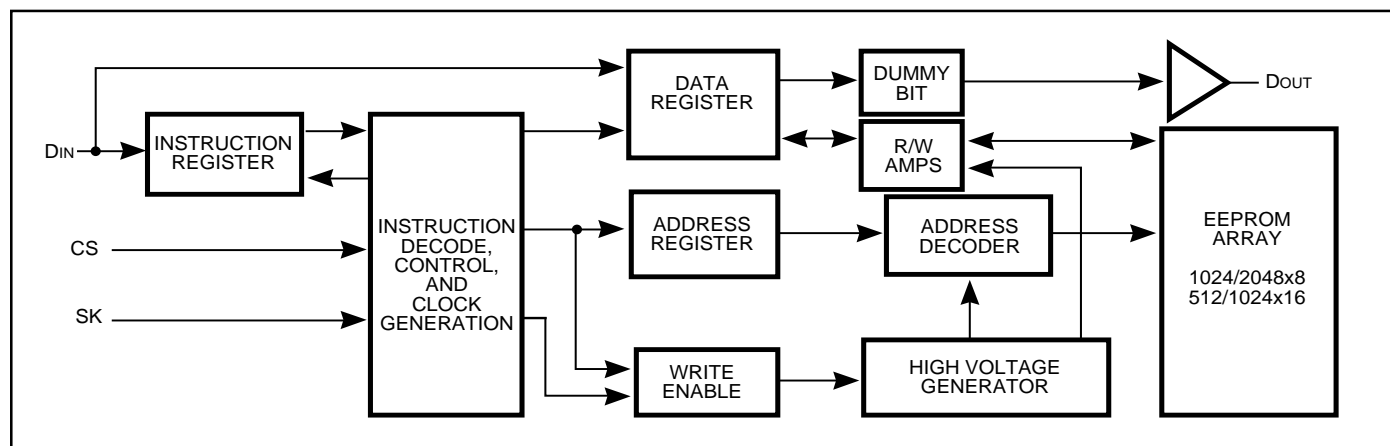 DATA
REGISTER
DUMMY
BIT
DOUT
DIN
INSTRUCTION
REGISTER
R/W
AMPS
CS
SK
INSTRUCTION
DECODE,
CONTROL,
AND
CLOCK
GENERATION
ADDRESS
REGISTER
ADDRESS
DECODER
EEPROM
ARRAY
1024/2048x8
512/1024x16
WRITE
ENABLE
HIGH VOLTAGE
GENERATOR